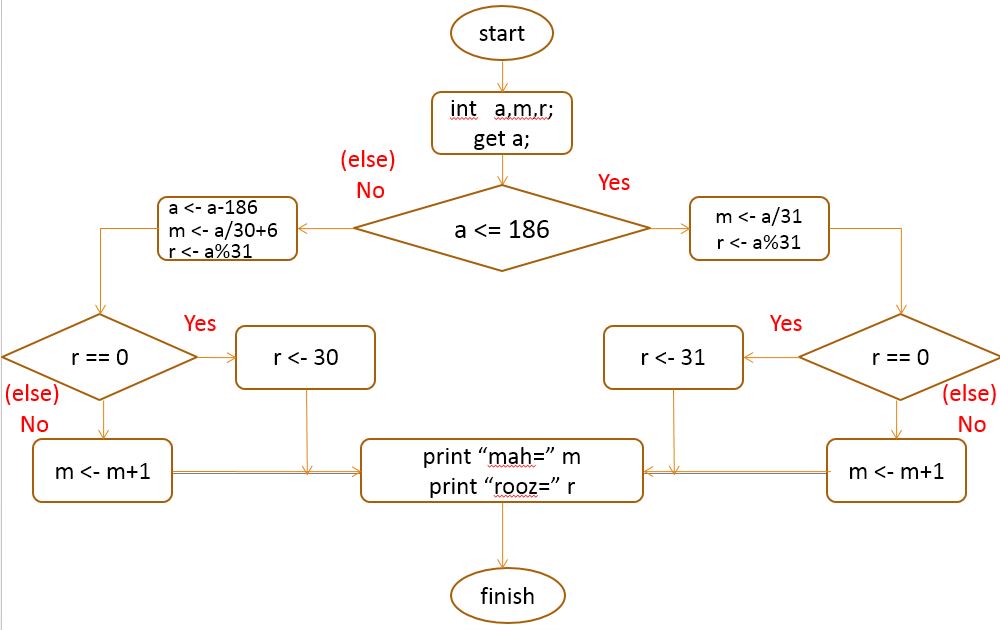 start
int a,m,r;
get a;
(else)
No
Yes
a <- a-186
m <- a/30+6
r <- a%31
a <= 186
m <- a/31
r <- a%31
r == 0
Yes
r <- 30
r <- 31
Yes
r == 0
(else)
No
(else)
No
m <- m+1
print “mah=” m
print “rooz=” r
m <- m+1
finish